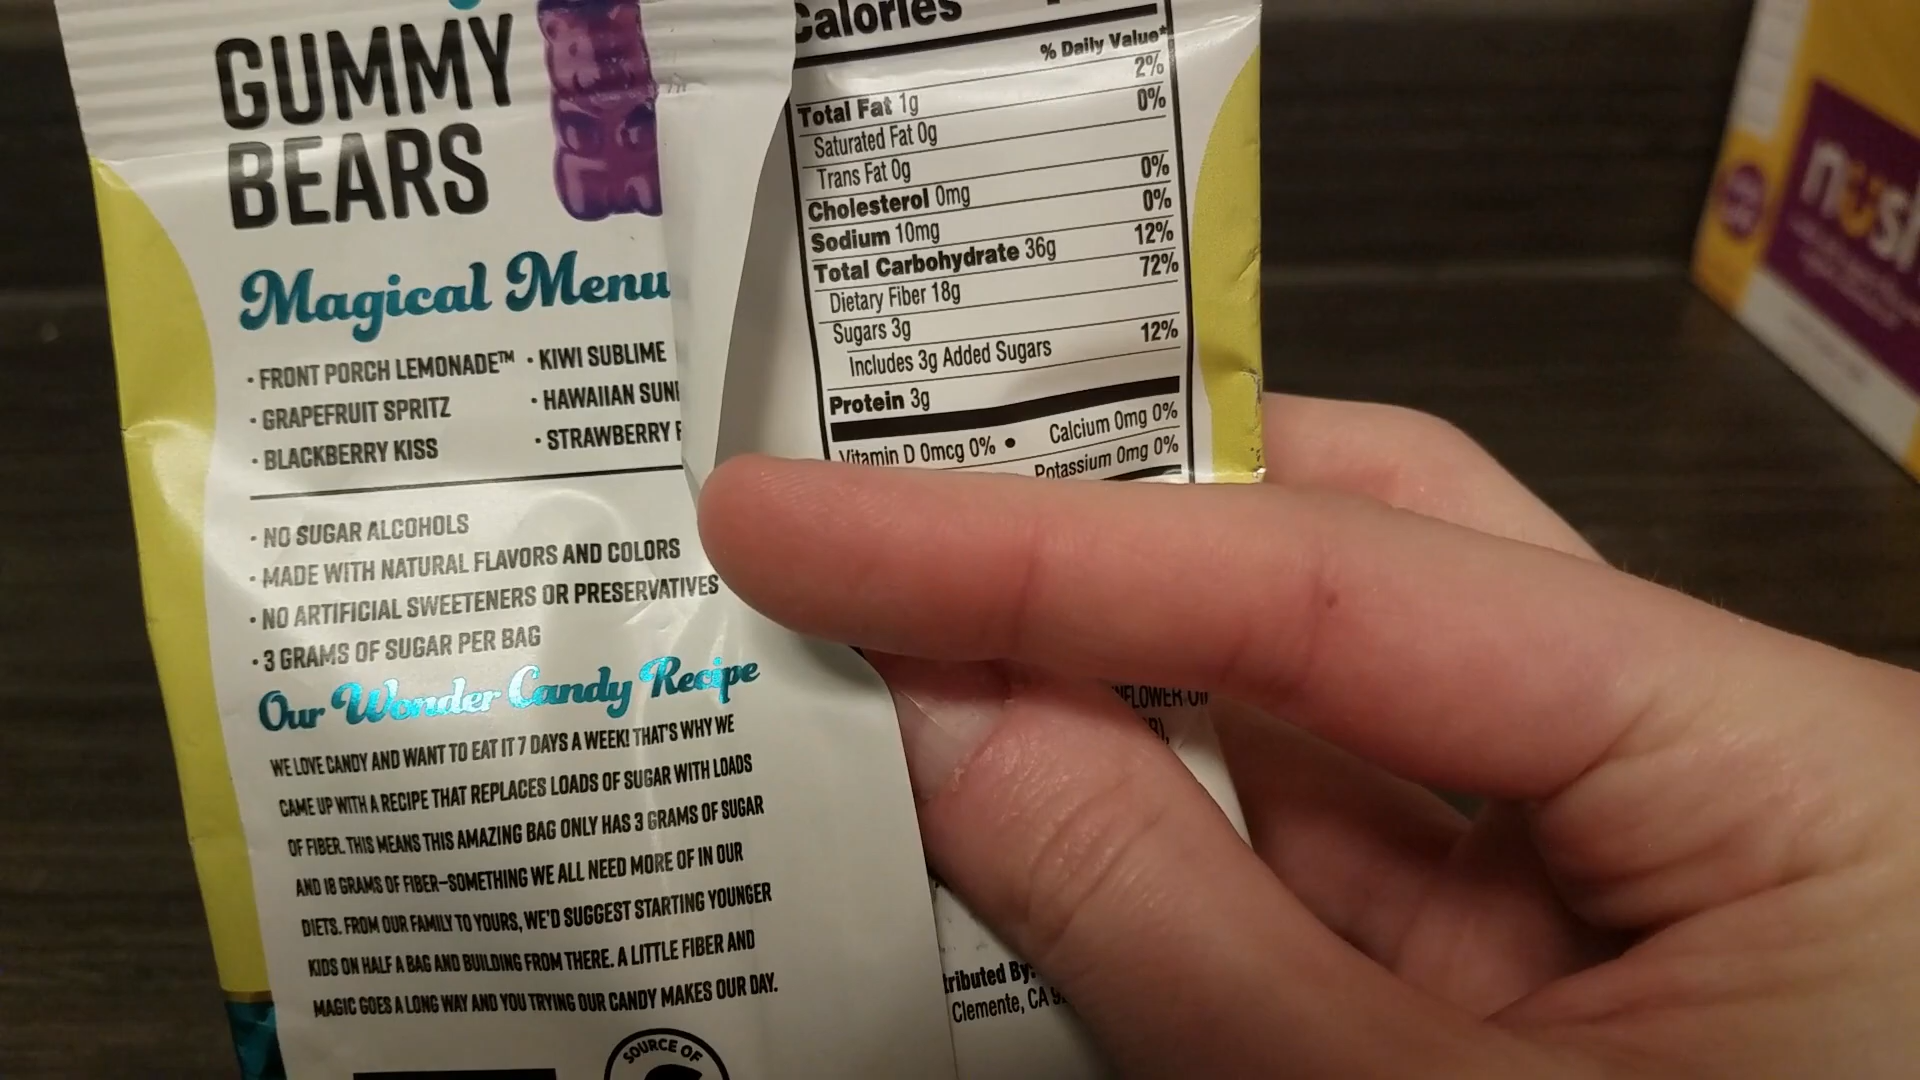 GUMMY
BEARS
Magical Menu
• FRONT PORCH LEMONADE™ • KIWI SUBLIME
• GRAPEFRUIT SPRITZ • HAWAIIAN
• BLACKBERRY KISS • STRAWBERRY
• NO SUGAR ALCOHOLS
• MADE WITH NATURAL FLAVORS AND COLORS
• NO ARTIFICIAL SWEETENERS OR PRESERVATIVES
• 3 GRAMS OF SUGAR PER BAG
Our Wonder Candy Recipe
WE LOVE CANDY AND WANT TO EAT IT 7 DAYS A WEEK! THAT'S WHY WE
CAME UP WITH A RECIPE THAT REPLACES LOADS OF SUGAR WITH LOADS
OF FIBER. THIS MEANS THIS AMAZING BAG ONLY HAS 3 GRAMS OF SUGAR
AND 18 GRAMS OF FIBER—SOMETHING WE ALL NEED MORE OF IN OUR
DIETS. FROM OUR FAMILY TO YOURS, WE'D SUGGEST STARTING YOUNGER
KIDS ON HALF A BAG AND BUILDING FROM THERE. A LITTLE FIBER AND
MAGIC GOES A LONG WAY AND YOU TRYING OUR CANDY MAKES OUR DAY.
SOURCE OF
Calories
% Daily Value*
Total Fat 1g 2%
Saturated Fat 0g 0%
Trans Fat 0g
Cholesterol 0mg 0%
Sodium 10mg 0%
Total Carbohydrate 36g 12%
Dietary Fiber 18g 72%
Sugars 3g
Includes 3g Added Sugars 12%
Protein 3g
Vitamin D 0mcg 0% • Calcium 0mg 0%
Potassium 0mg 0%
By:
Clemente, CA